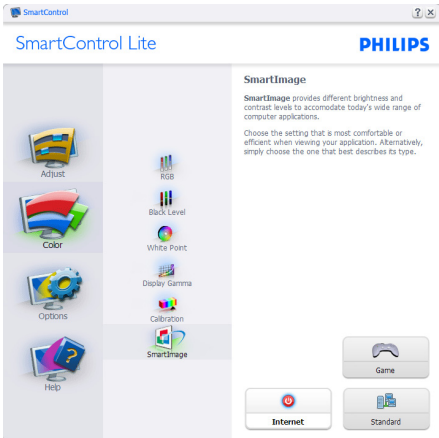 SmartControl
SmartControl Lite
PHILIPS
Adjust
Color
Options
Help
RGB
Black Level
White Point
Display Gamma
Calibration
SmartImage
SmartImage
SmartImage provides different brightness and
contrast levels to accomodate today's wide range of
computer applications.
Choose the setting that is most comfortable or
efficient when viewing your application. Alternatively,
simply choose the one that best describes its type.
Game
Internet
Standard